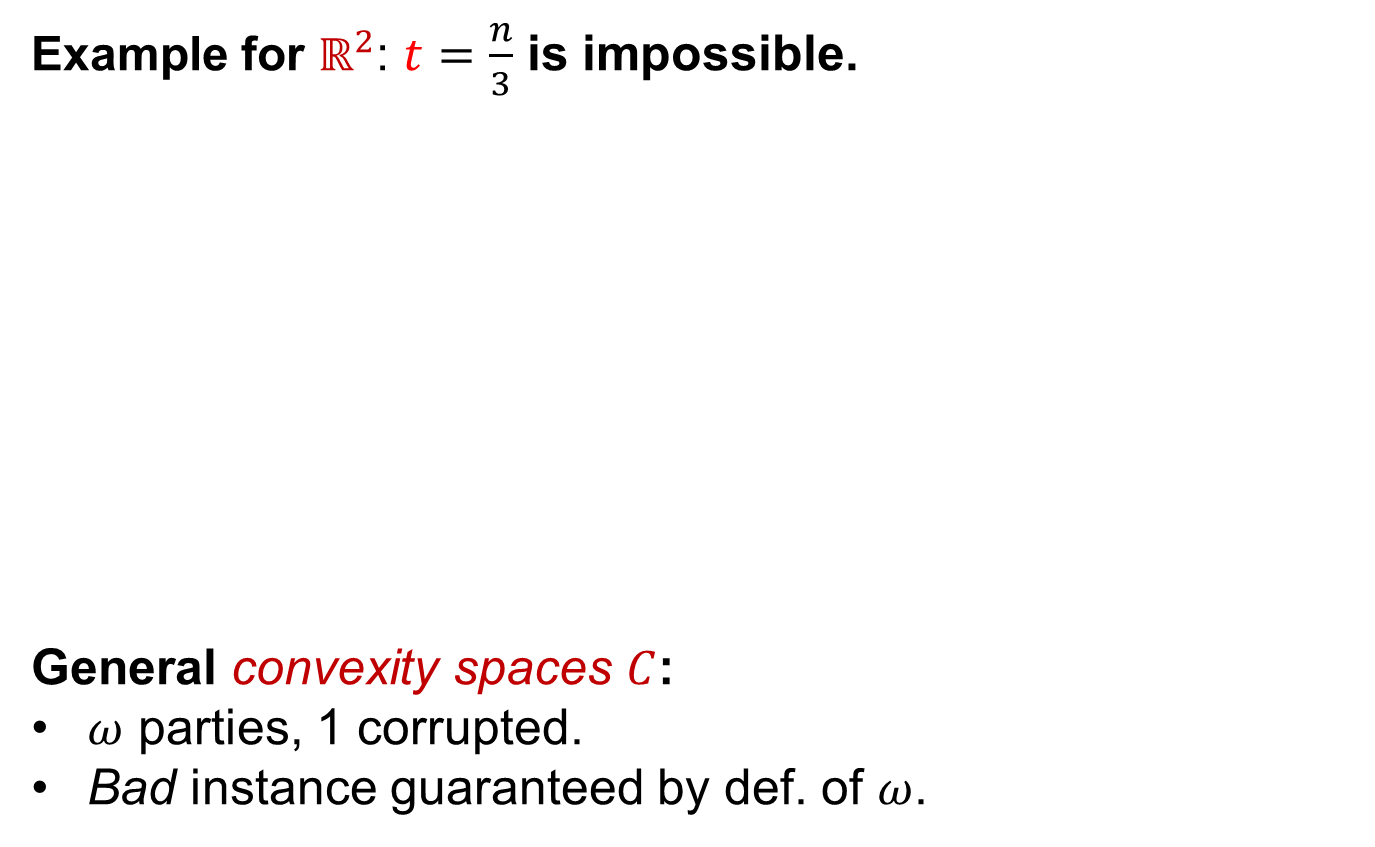 Example for ℝ²: t = n/3 is impossible.
General convexity spaces C:
• ω parties, 1 corrupted.
• Bad instance guaranteed by def. of ω.